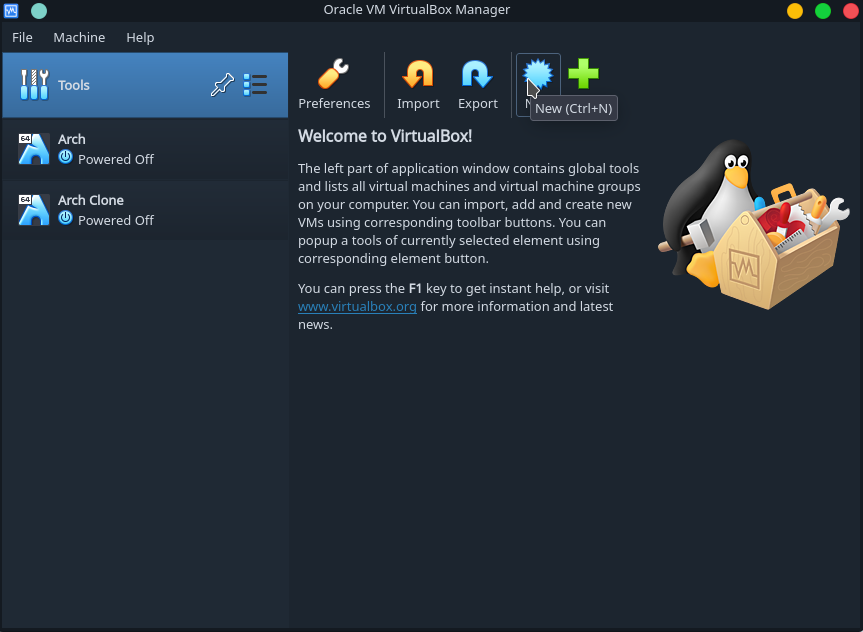 Oracle VM VirtualBox Manager
File Machine Help
Tools
Preferences Import Export
New (Ctrl+N)
64
Arch
Powered Off
64
Arch Clone
Powered Off
Welcome to VirtualBox!
The left part of application window contains global tools
and lists all virtual machines and virtual machine groups
on your computer. You can import, add and create new
VMs using corresponding toolbar buttons. You can
popup a tools of currently selected element using
corresponding element button.
You can press the F1 key to get instant help, or visit
www.virtualbox.org for more information and latest
news.